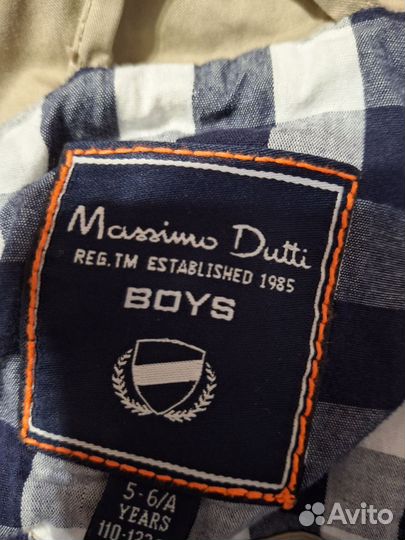 Massimo Dutti
REG.TM ESTABLISHED 1985
BOYS
5-6/A
YEARS
Avito